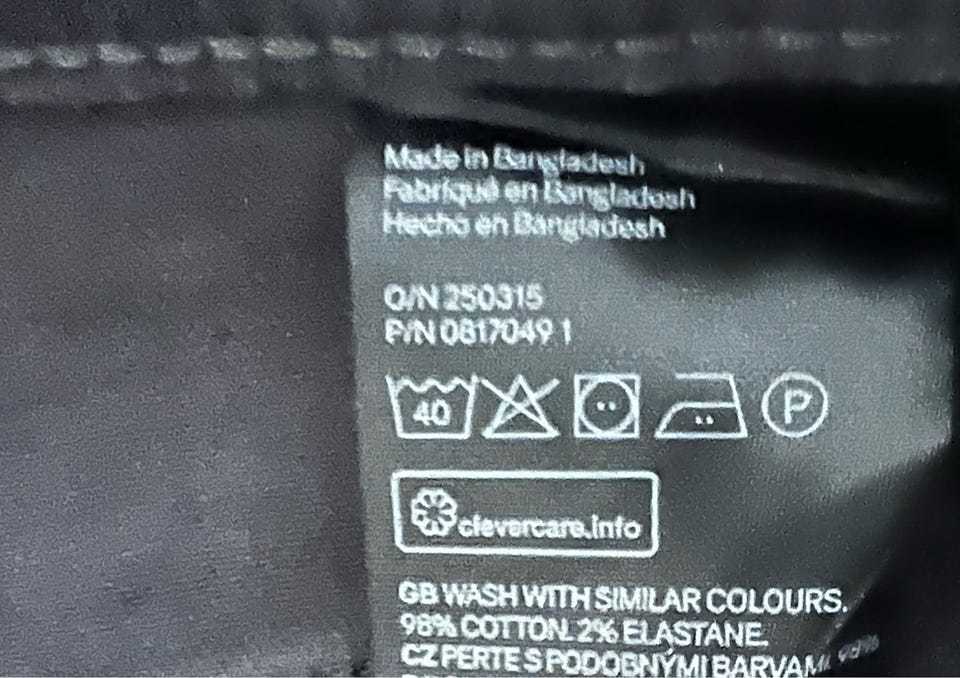 Made in Bangladesh
Fabriqué en Bangladesh
Hecho en Bangladesh
O/N 250315
P/N 0817049 1
40 P
clevercare.info
GB WASH WITH SIMILAR COLOURS.
98% COTTON. 2% ELASTANE.
CZ PERTE S PODOBNÝMI BARVAMI. 98%